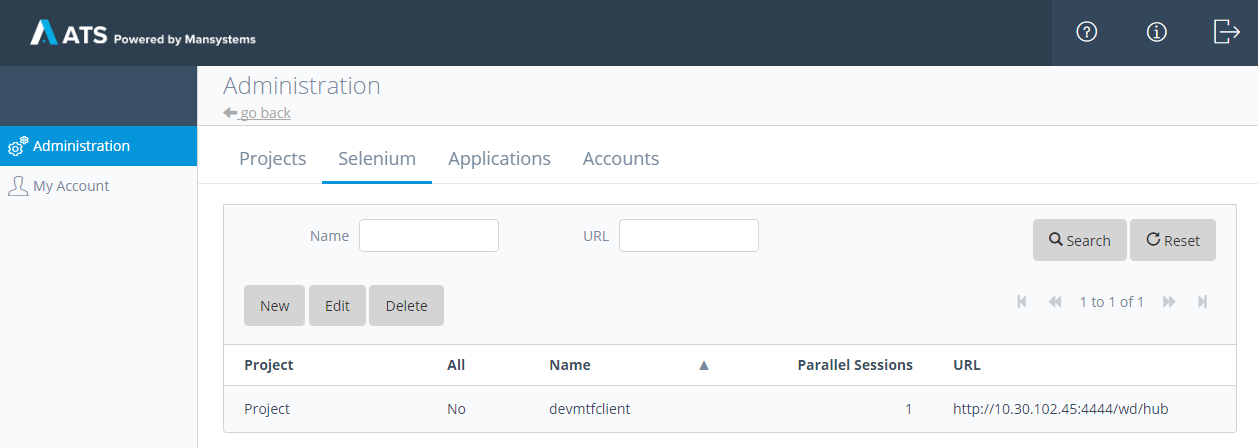 ATS Powered by Mansystems
Administration
go back
Administration
My Account
Projects Selenium Applications Accounts
Name URL Search Reset
New Edit Delete 1 to 1 of 1
Project All Name ▲ Parallel Sessions URL
Project No devmtfclient 1 http://10.30.102.45:4444/wd/hub